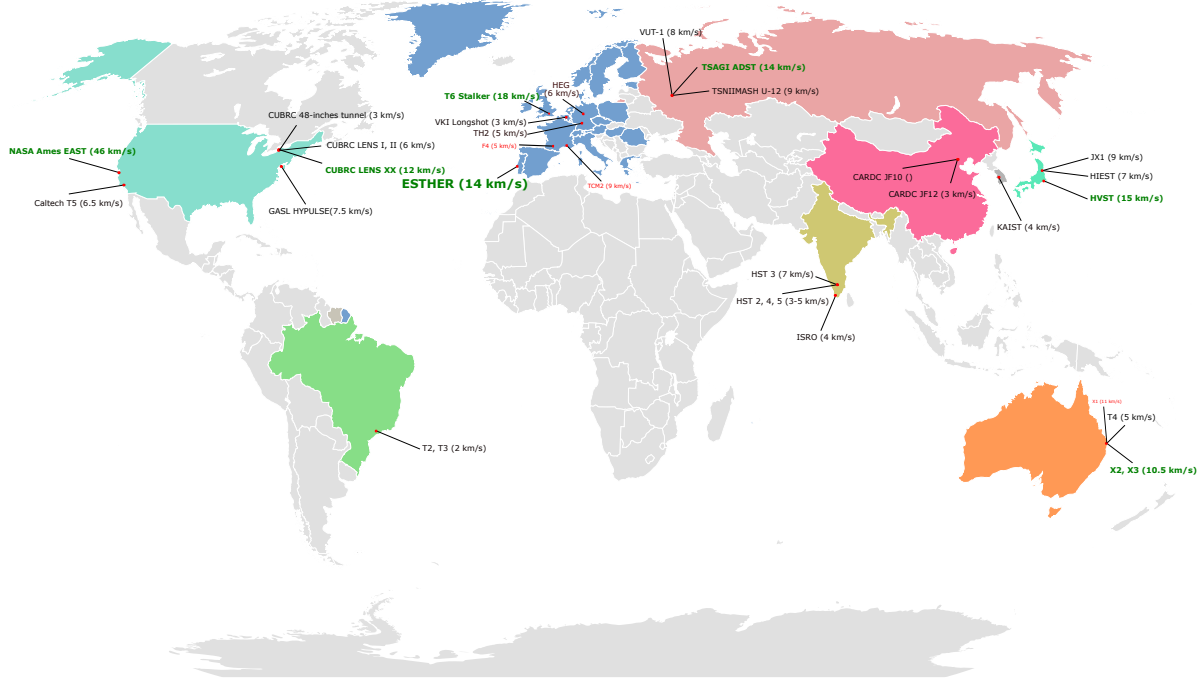 VUT-1 (8 km/s)
TSAGI ADST (14 km/s)
HEG
(6 km/s)
T6 Stalker (18 km/s)
TSNIIMASH U-12 (9 km/s)
CUBRC 48-inches tunnel (3 km/s)
VKI Longshot (3 km/s)
TH2 (5 km/s)
CUBRC LENS I, II (6 km/s)
F4 (5 km/s)
NASA Ames EAST (46 km/s)
JX1 (9 km/s)
CUBRC LENS XX (12 km/s)
HIEST (7 km/s)
CARDC JF10 ()
ESTHER (14 km/s)
TCM2 (9 km/s)
CARDC JF12 (3 km/s)
HVST (15 km/s)
Caltech T5 (6.5 km/s)
GASL HYPULSE(7.5 km/s)
KAIST (4 km/s)
HST 3 (7 km/s)
HST 2, 4, 5 (3-5 km/s)
ISRO (4 km/s)
X1 (11 km/s)
T4 (5 km/s)
T2, T3 (2 km/s)
X2, X3 (10.5 km/s)